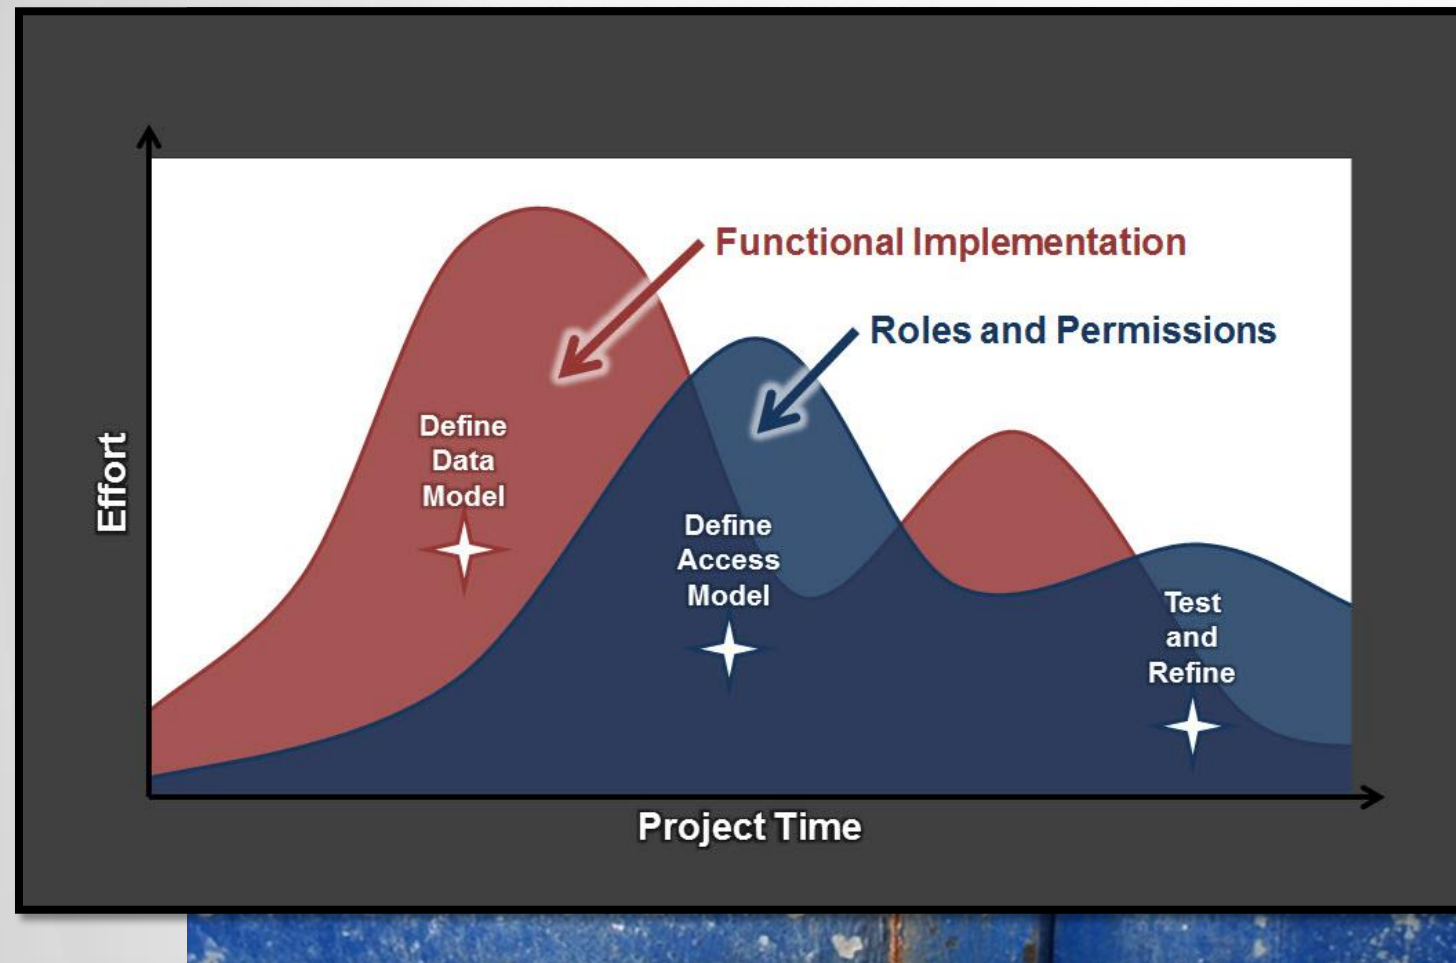 Functional Implementation
Roles and Permissions
Define
Data
Model
Define
Access
Model
Test
and
Refine
Effort
Project Time